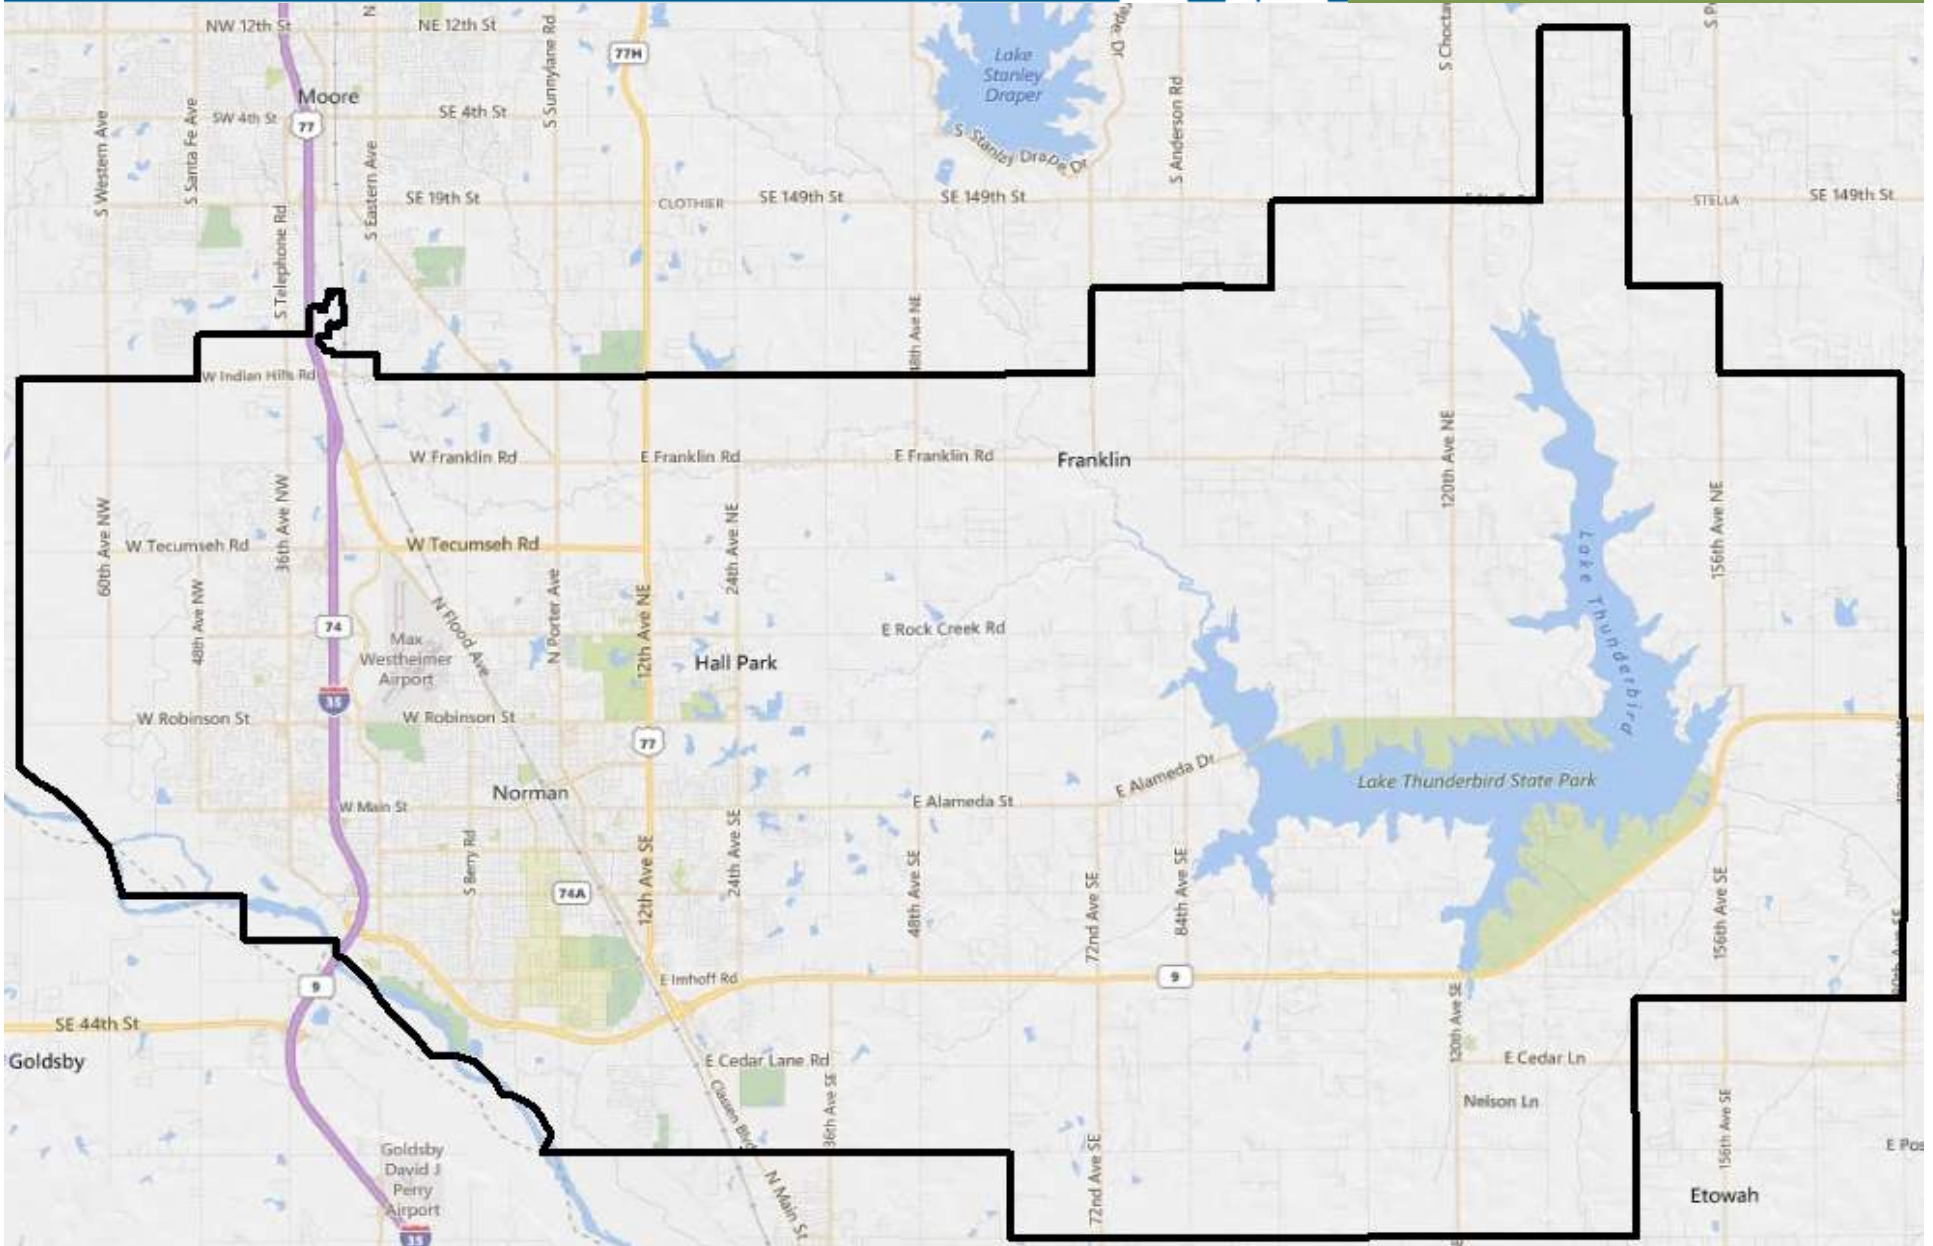 NW 12th St
NE 12th St
77H
Lake
Stanley
Draper
Moore
SW 4th St
77
SE 4th St
S Sunnylane Rd
S Stanley Drape Dr
S Anderson Rd
S Western Ave
S Santa Fe Ave
S Eastern Ave
S Telephone Rd
SE 19th St
CLOTHIER
SE 149th St
SE 149th St
STELLA
SE 149th St
48th Ave NE
W Indian Hills Rd
W Franklin Rd
E Franklin Rd
E Franklin Rd
Franklin
120th Ave NE
156th Ave NE
60th Ave NW
36th Ave NW
W Tecumseh Rd
W Tecumseh Rd
24th Ave NE
48th Ave NW
74
Max
Westheimer
Airport
N Flood Ave
N Porter Ave
12th Ave NE
Hall Park
E Rock Creek Rd
Lake Thunderbird
35
W Robinson St
W Robinson St
77
Norman
W Main St
E Alameda St
E Alameda Dr
Lake Thunderbird State Park
S Berry Rd
74A
12th Ave SE
24th Ave SE
48th Ave SE
72nd Ave SE
84th Ave SE
156th Ave SE
9
E Imhoff Rd
9
SE 44th St
Goldsby
120th Ave SE
E Cedar Lane Rd
E Cedar Ln
Nelson Ln
Classen Blvd
36th Ave SE
72nd Ave SE
156th Ave SE
E Pos
Goldsby
David J
Perry
Airport
N Main St
Etowah
35